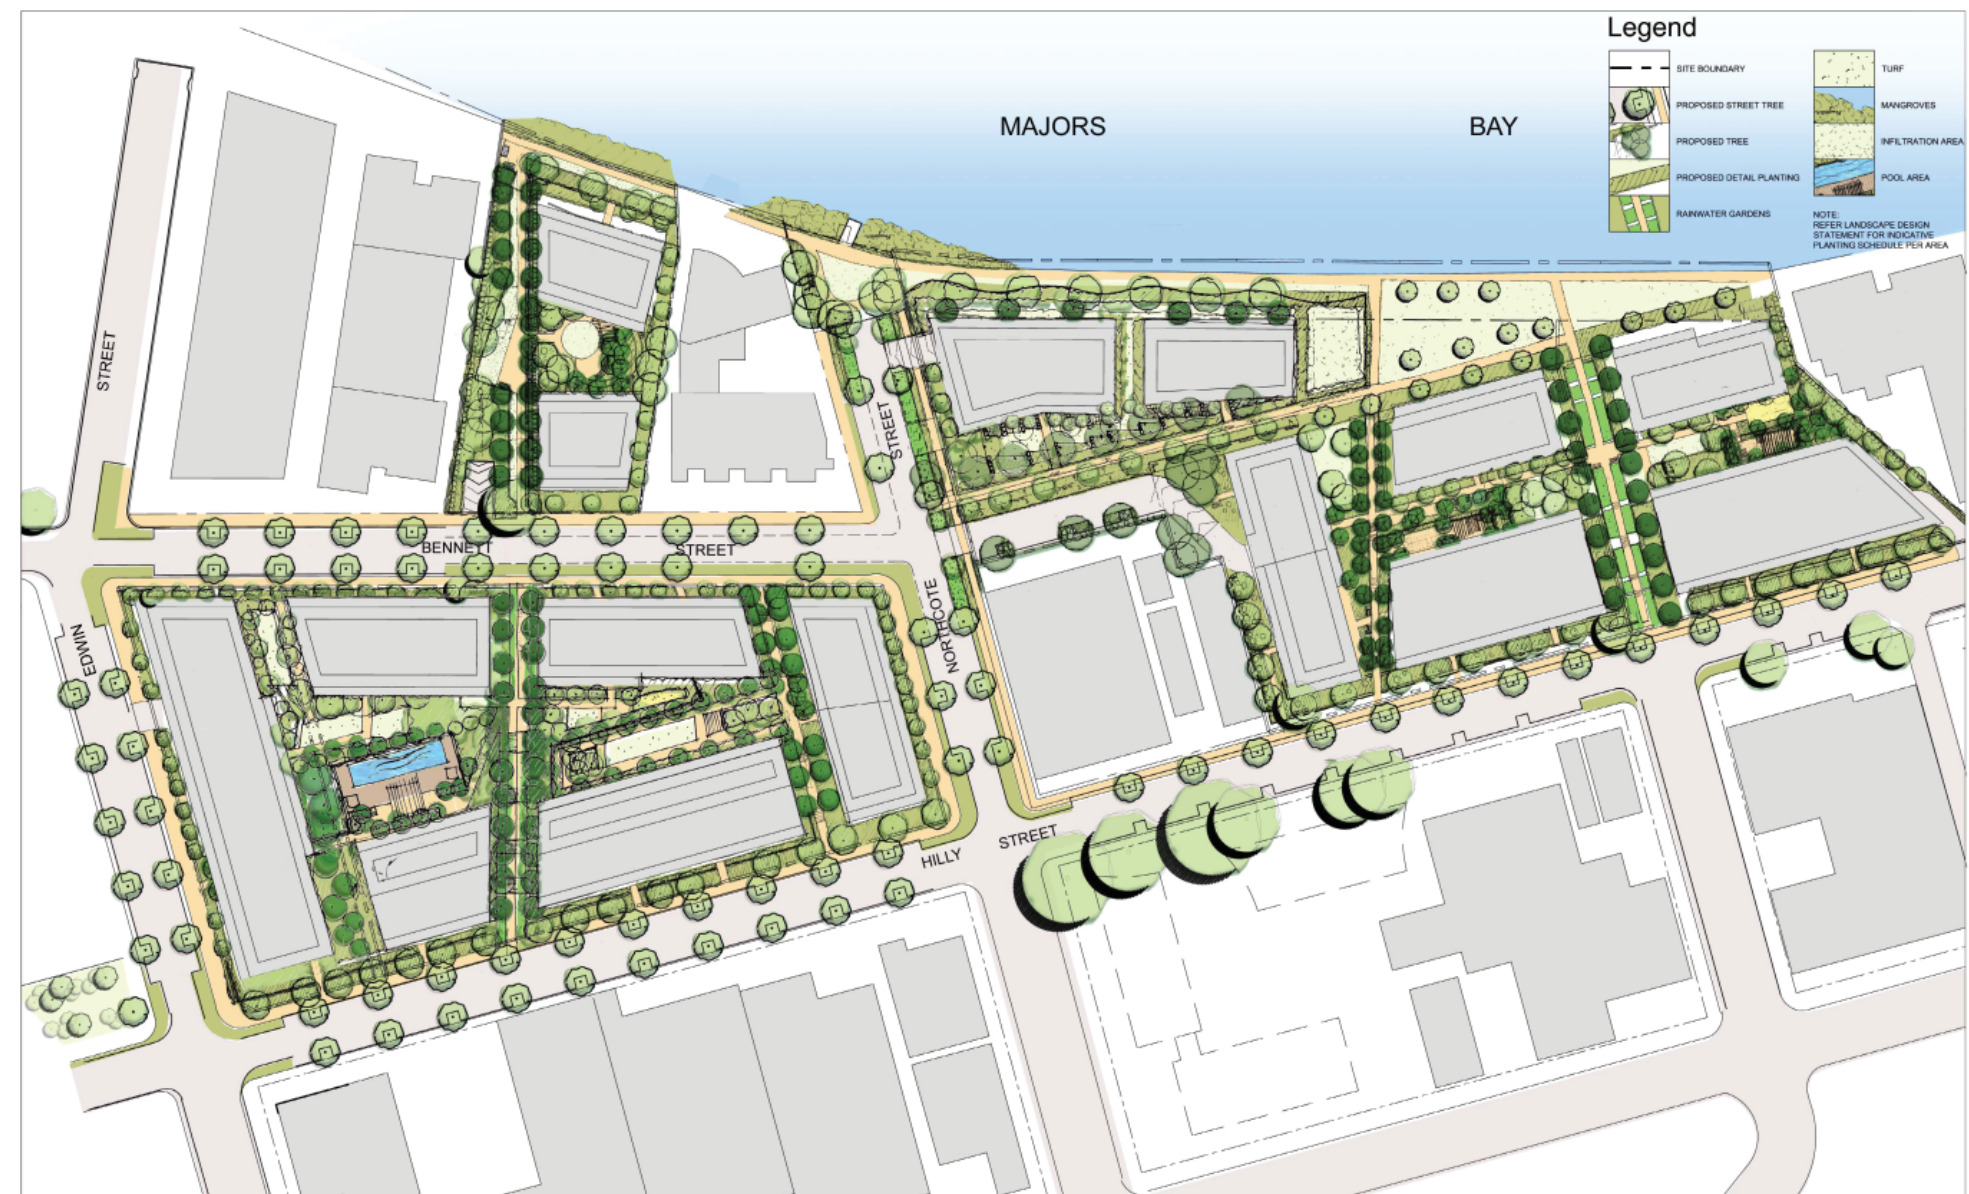 Legend
SITE BOUNDARY
PROPOSED STREET TREE
PROPOSED TREE
PROPOSED DETAIL PLANTING
RAINWATER GARDENS
TURF
MANGROVES
INFILTRATION AREA
POOL AREA
NOTE:
REFER LANDSCAPE DESIGN
STATEMENT FOR INDICATIVE
PLANTING SCHEDULE PER AREA
MAJORS BAY
STREET
EDWIN
BENNETT STREET
STREET
NORTHCOTE
HILLY STREET